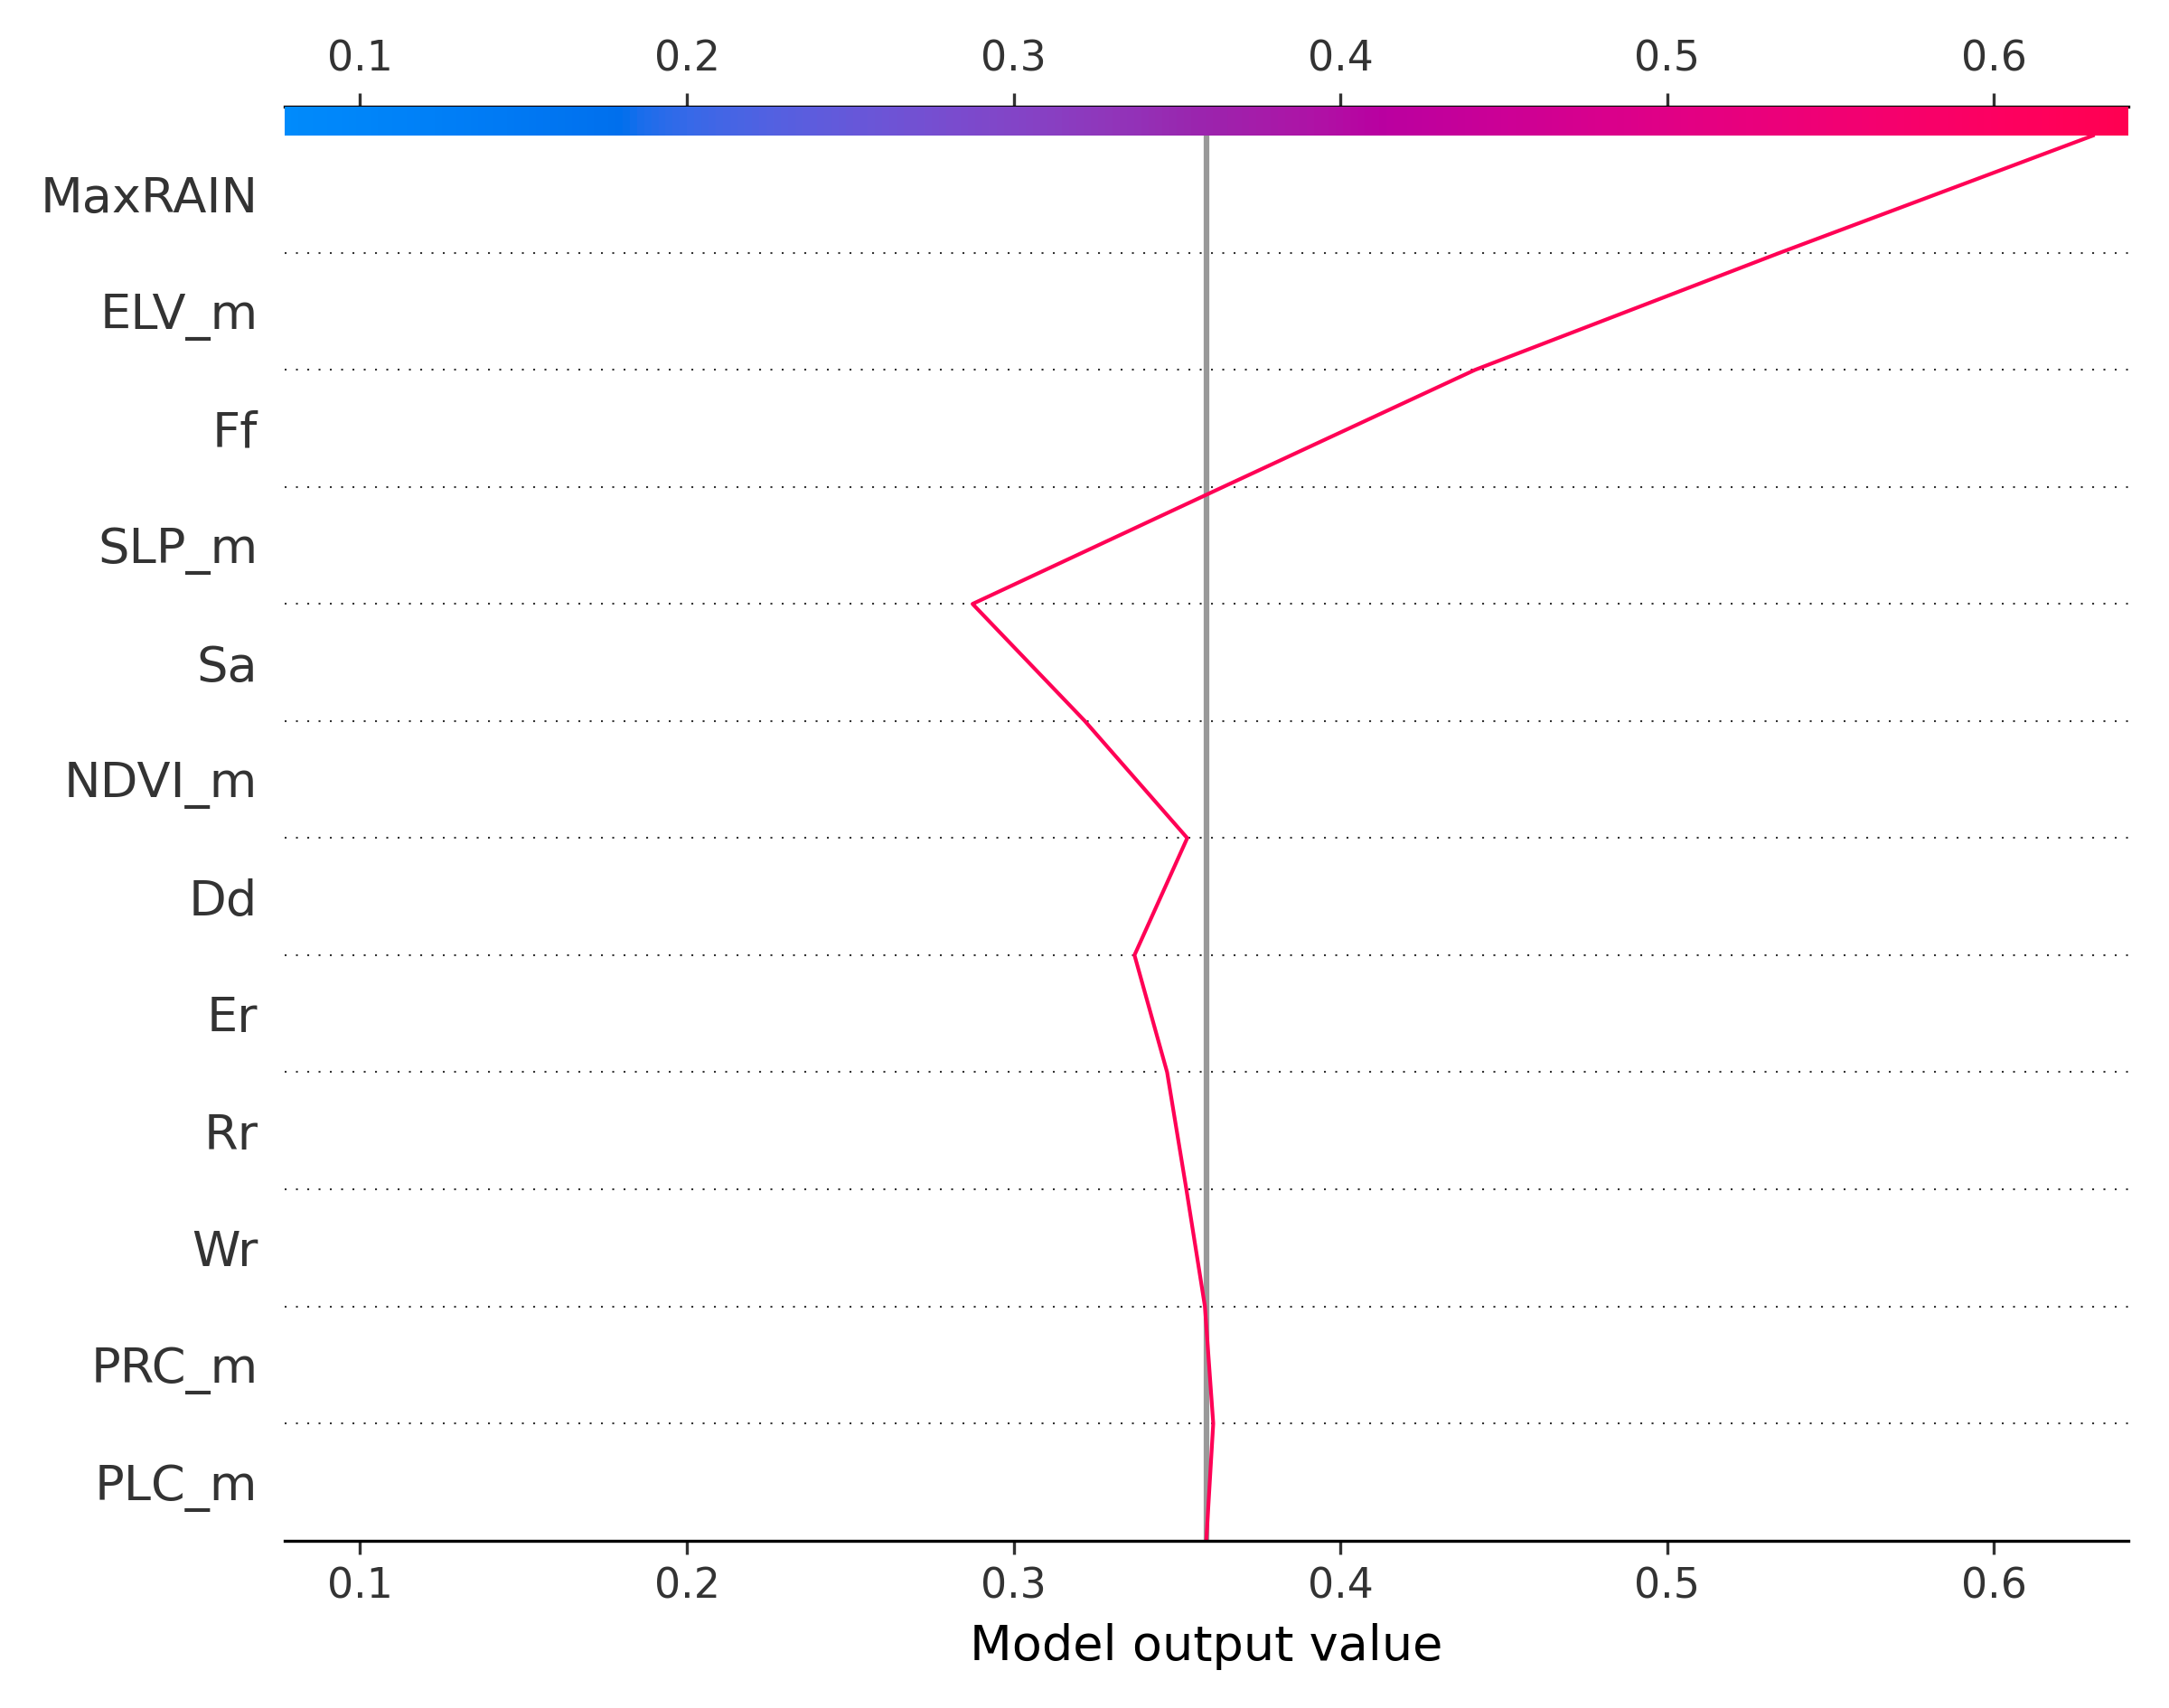 0.1 0.2 0.3 0.4 0.5 0.6
MaxRAIN
ELV_m
Ff
SLP_m
Sa
NDVI_m
Dd
Er
Rr
Wr
PRC_m
PLC_m
0.1 0.2 0.3 0.4 0.5 0.6
Model output value